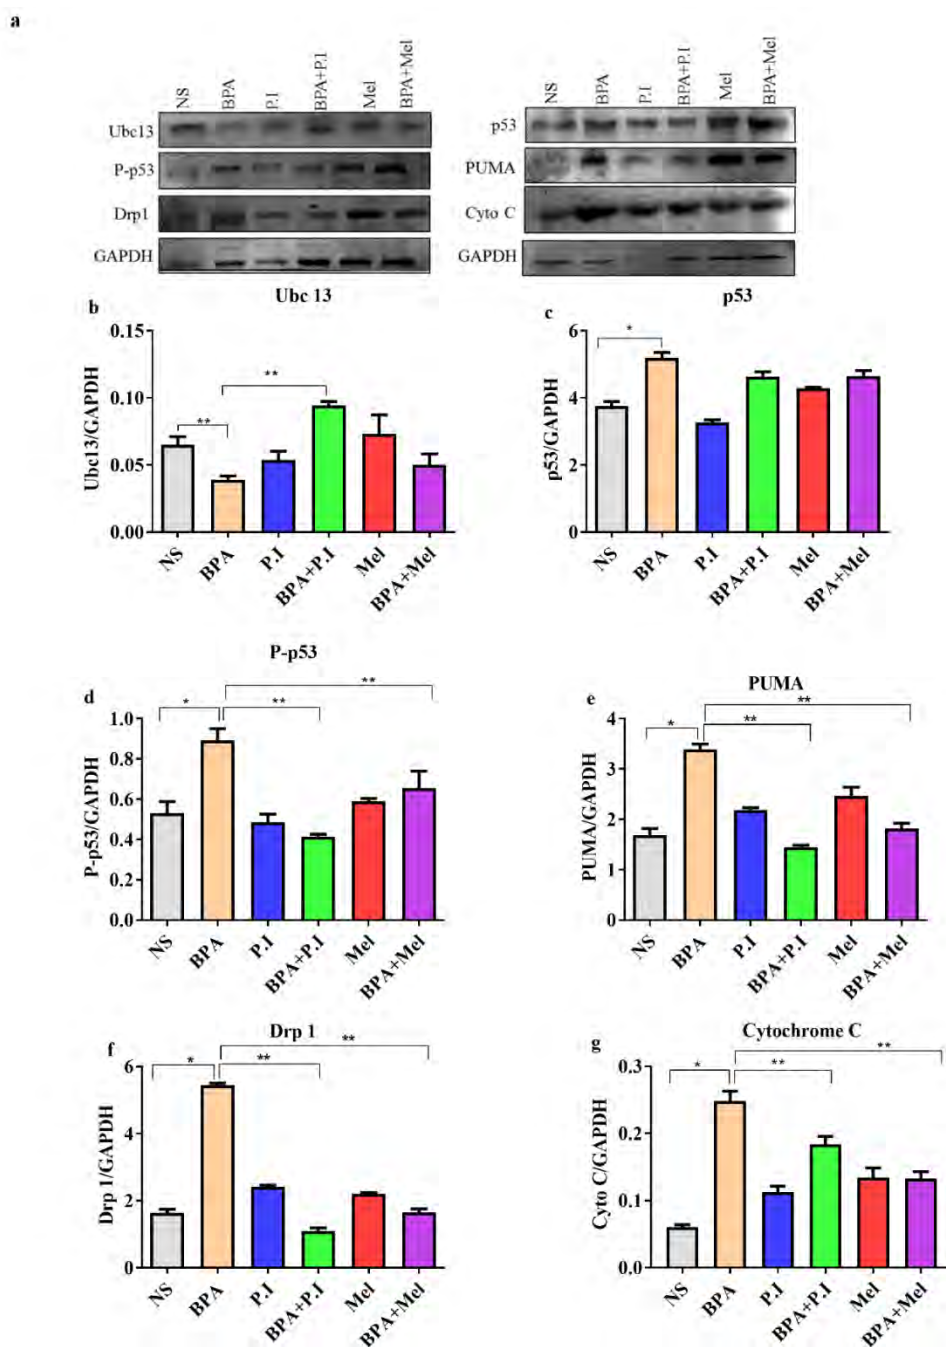 a
NS BPA P.I BPA+P.I Mel BPA+Mel
Ubc13
P-p53
Drp1
GAPDH
NS BPA P.I BPA+P.I Mel BPA+Mel
p53
PUMA
Cyto C
GAPDH
b
Ubc 13
Ubc13/GAPDH
0.15
0.10
0.05
0.00
**
**
NS BPA P.I BPA+P.I Mel BPA+Mel
c
p53
p53/GAPDH
6
4
2
0
*
NS BPA P.I BPA+P.I Mel BPA+Mel
d
P-p53
P-p53/GAPDH
1.0
0.8
0.6
0.4
0.2
0.0
*
**
**
NS BPA P.I BPA+P.I Mel BPA+Mel
e
PUMA
PUMA/GAPDH
4
3
2
1
0
*
**
**
NS BPA P.I BPA+P.I Mel BPA+Mel
f
Drp 1
Drp 1/GAPDH
6
4
2
0
*
**
**
NS BPA P.I BPA+P.I Mel BPA+Mel
g
Cytochrome C
Cyto C/GAPDH
0.3
0.2
0.1
0.0
*
**
**
NS BPA P.I BPA+P.I Mel BPA+Mel